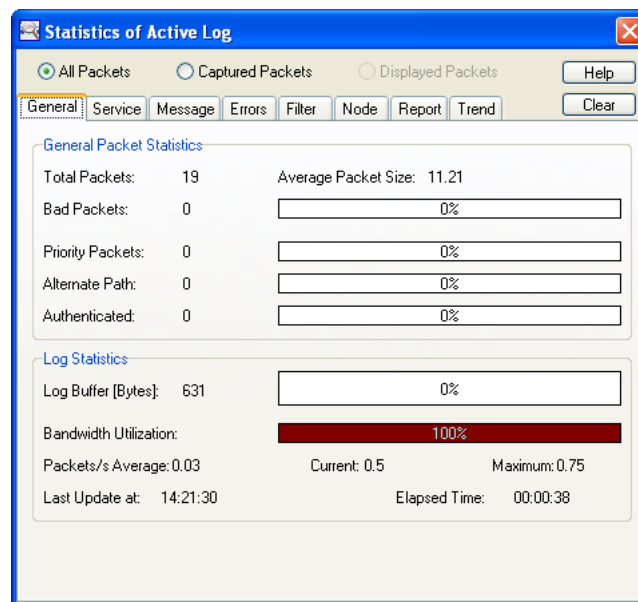 Statistics of Active Log
All Packets Captured Packets Displayed Packets Help
General Service Message Errors Filter Node Report Trend Clear
General Packet Statistics
Total Packets: 19 Average Packet Size: 11.21
Bad Packets: 0 0%
Priority Packets: 0 0%
Alternate Path: 0 0%
Authenticated: 0 0%
Log Statistics
Log Buffer [Bytes]: 631 0%
Bandwidth Utilization: 100%
Packets/s Average: 0.03 Current: 0.5 Maximum: 0.75
Last Update at: 14:21:30 Elapsed Time: 00:00:38